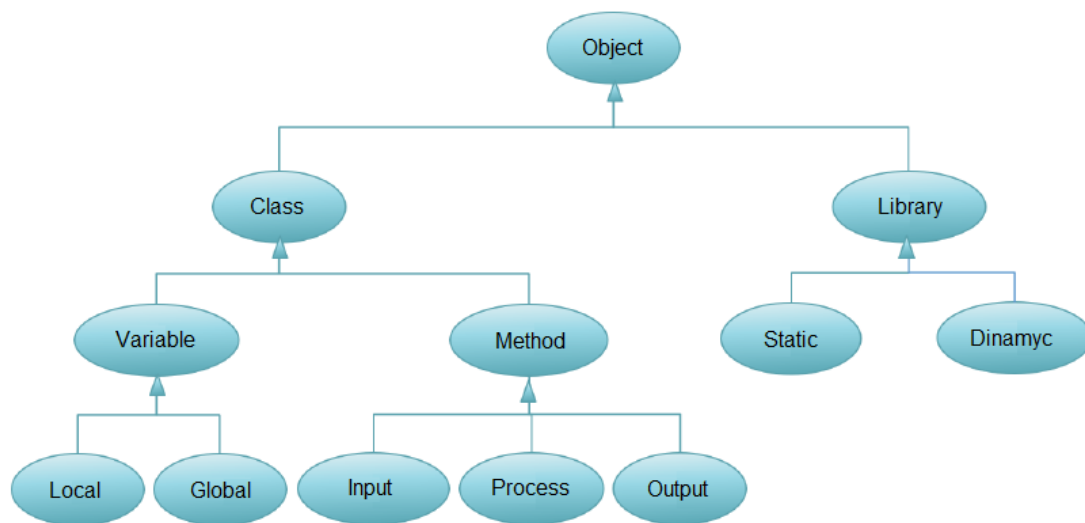 Object
Class
Library
Variable
Method
Static
Dinamyc
Local
Global
Input
Process
Output